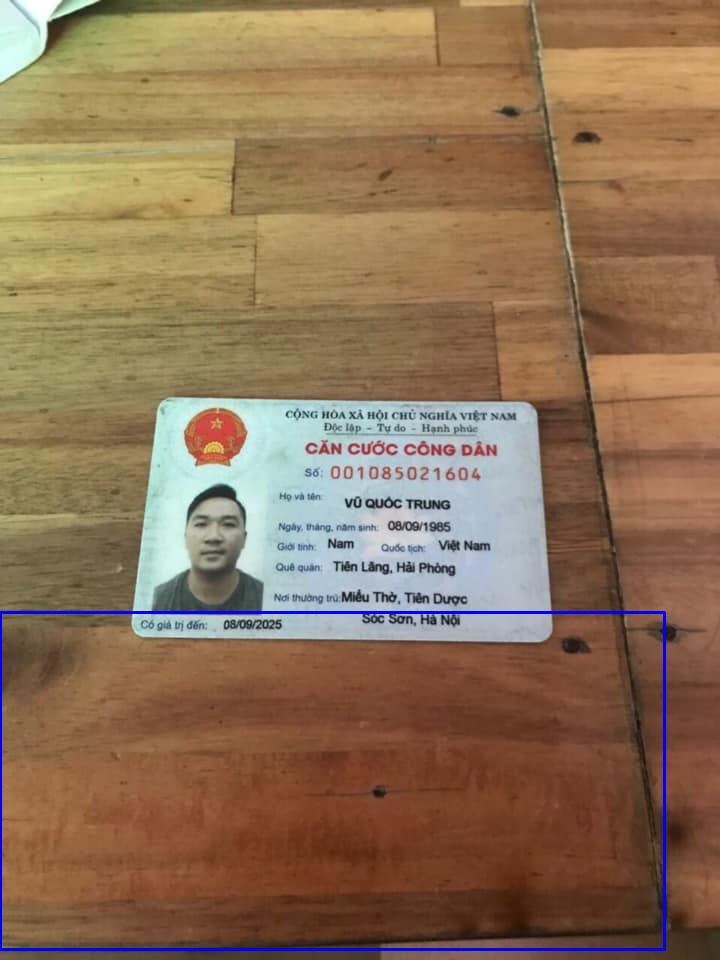 CỘNG HÒA XÃ HỘI CHỦ NGHĨA VIỆT NAM
Độc lập - Tự do - Hạnh phúc
CĂN CƯỚC CÔNG DÂN
Số: 001085021604
Họ và tên: VŨ QUỐC TRUNG
Ngày, tháng, năm sinh: 08/09/1985
Giới tính: Nam Quốc tịch: Việt Nam
Quê quán: Tiên Lãng, Hải Phòng
Nơi thường trú: Miếu Thờ, Tiên Dược
Sóc Sơn, Hà Nội
Có giá trị đến: 08/09/2025